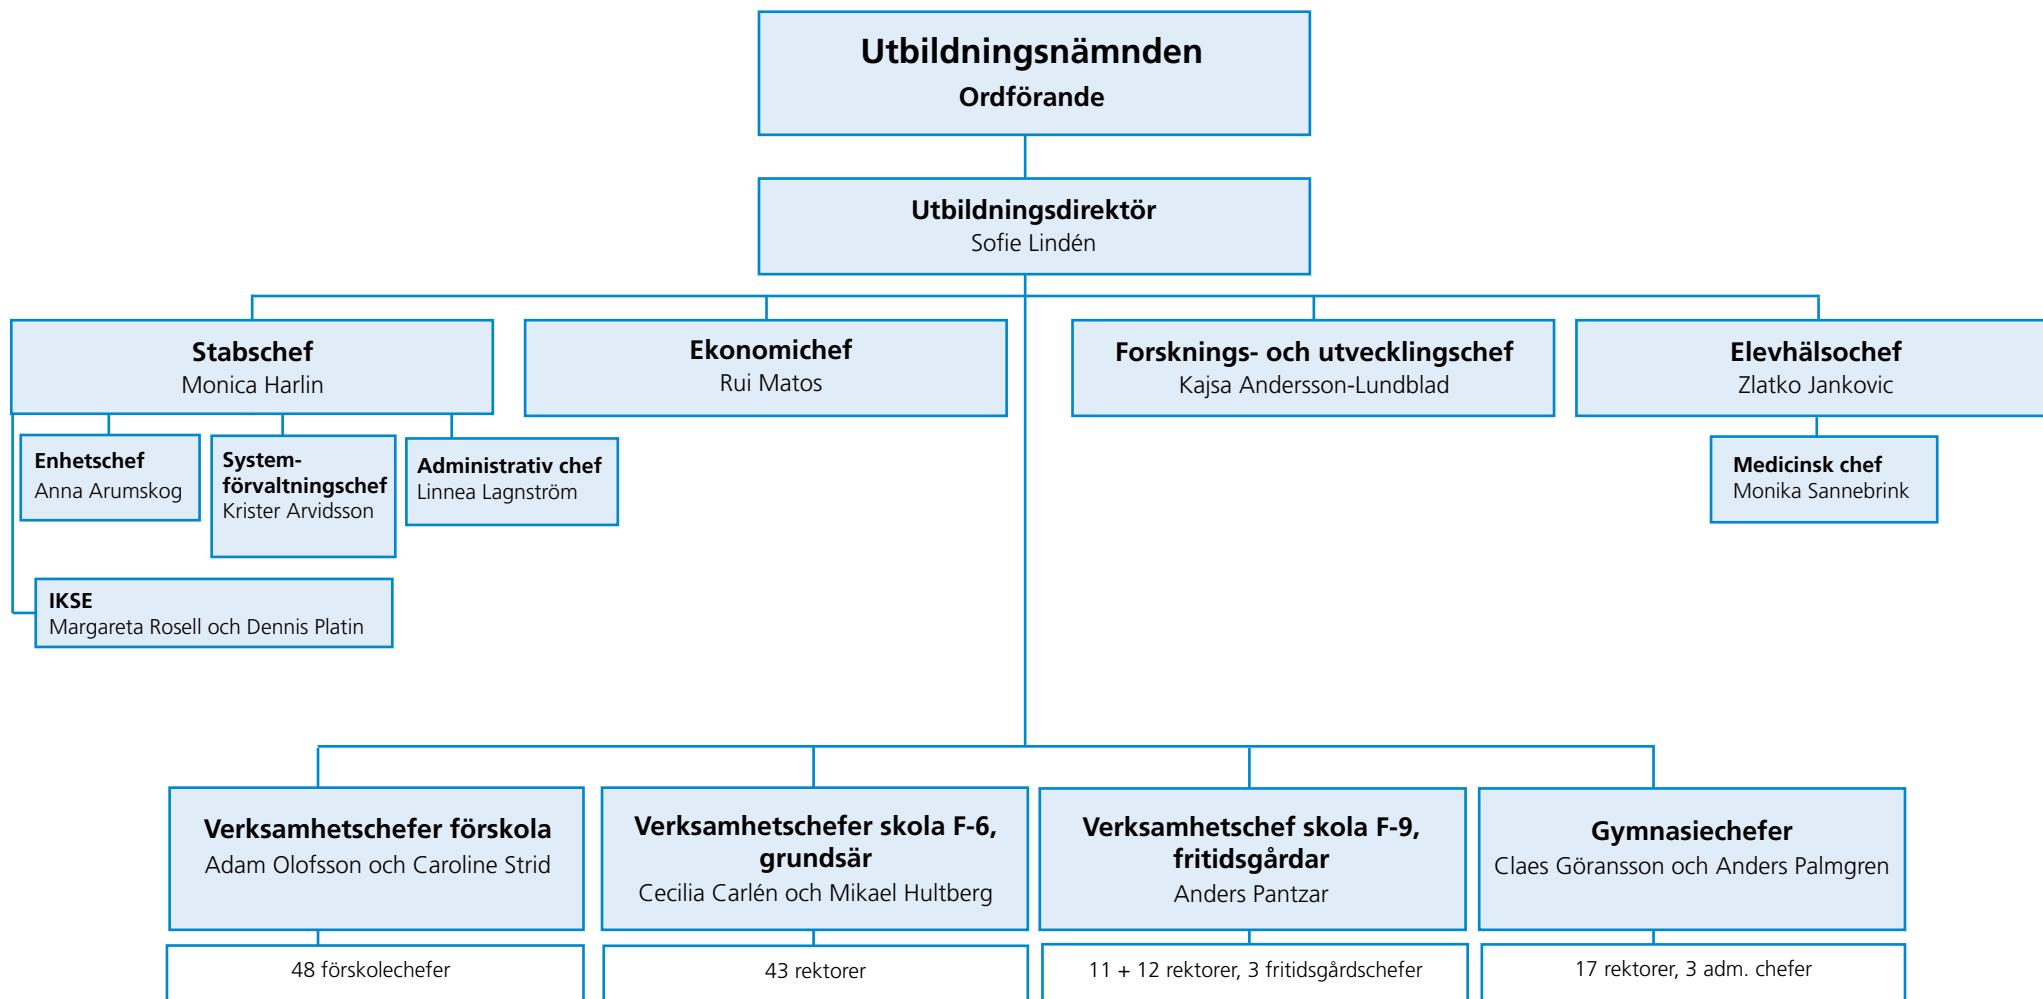 Utbildningsnämnden
Ordförande
Utbildningsdirektör
Sofie Lindén
Stabschef
Monica Harlin
Ekonomichef
Rui Matos
Forsknings- och utvecklingschef
Kajsa Andersson-Lundblad
Elevhälsochef
Zlatko Jankovic
Enhetschef
Anna Arumskog
System-
förvaltningschef
Krister Arvidsson
Administrativ chef
Linnea Lagnström
Medicinsk chef
Monika Sannebrink
IKSE
Margareta Rosell och Dennis Platin
Verksamhetschefer förskola
Adam Olofsson och Caroline Strid
Verksamhetschefer skola F-6,
grundsär
Cecilia Carlén och Mikael Hultberg
Verksamhetschef skola F-9,
fritidsgårdar
Anders Pantzar
Gymnasiechefer
Claes Göransson och Anders Palmgren
48 förskolechefer
43 rektorer
11 + 12 rektorer, 3 fritidsgårdschefer
17 rektorer, 3 adm. chefer